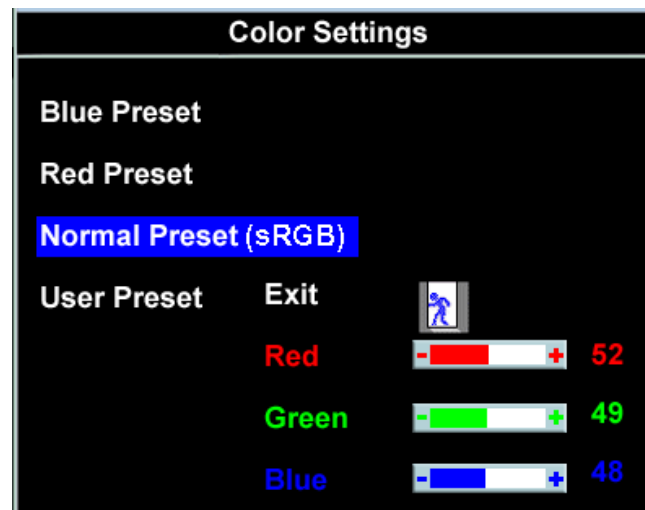 Color Settings
Blue Preset
Red Preset
Normal Preset (sRGB)
User Preset Exit
Red - + 52
Green - + 49
Blue - + 48